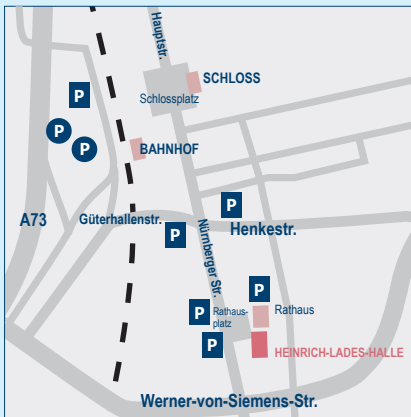 Hauptstr.
SCHLOSS
P
Schlossplatz
P
P
BAHNHOF
P
A73
Güterhallenstr.
P
Nürnberger Str.
Henkestr.
P
P
Rathaus-
platz
Rathaus
P
HEINRICH-LADES-HALLE
Werner-von-Siemens-Str.